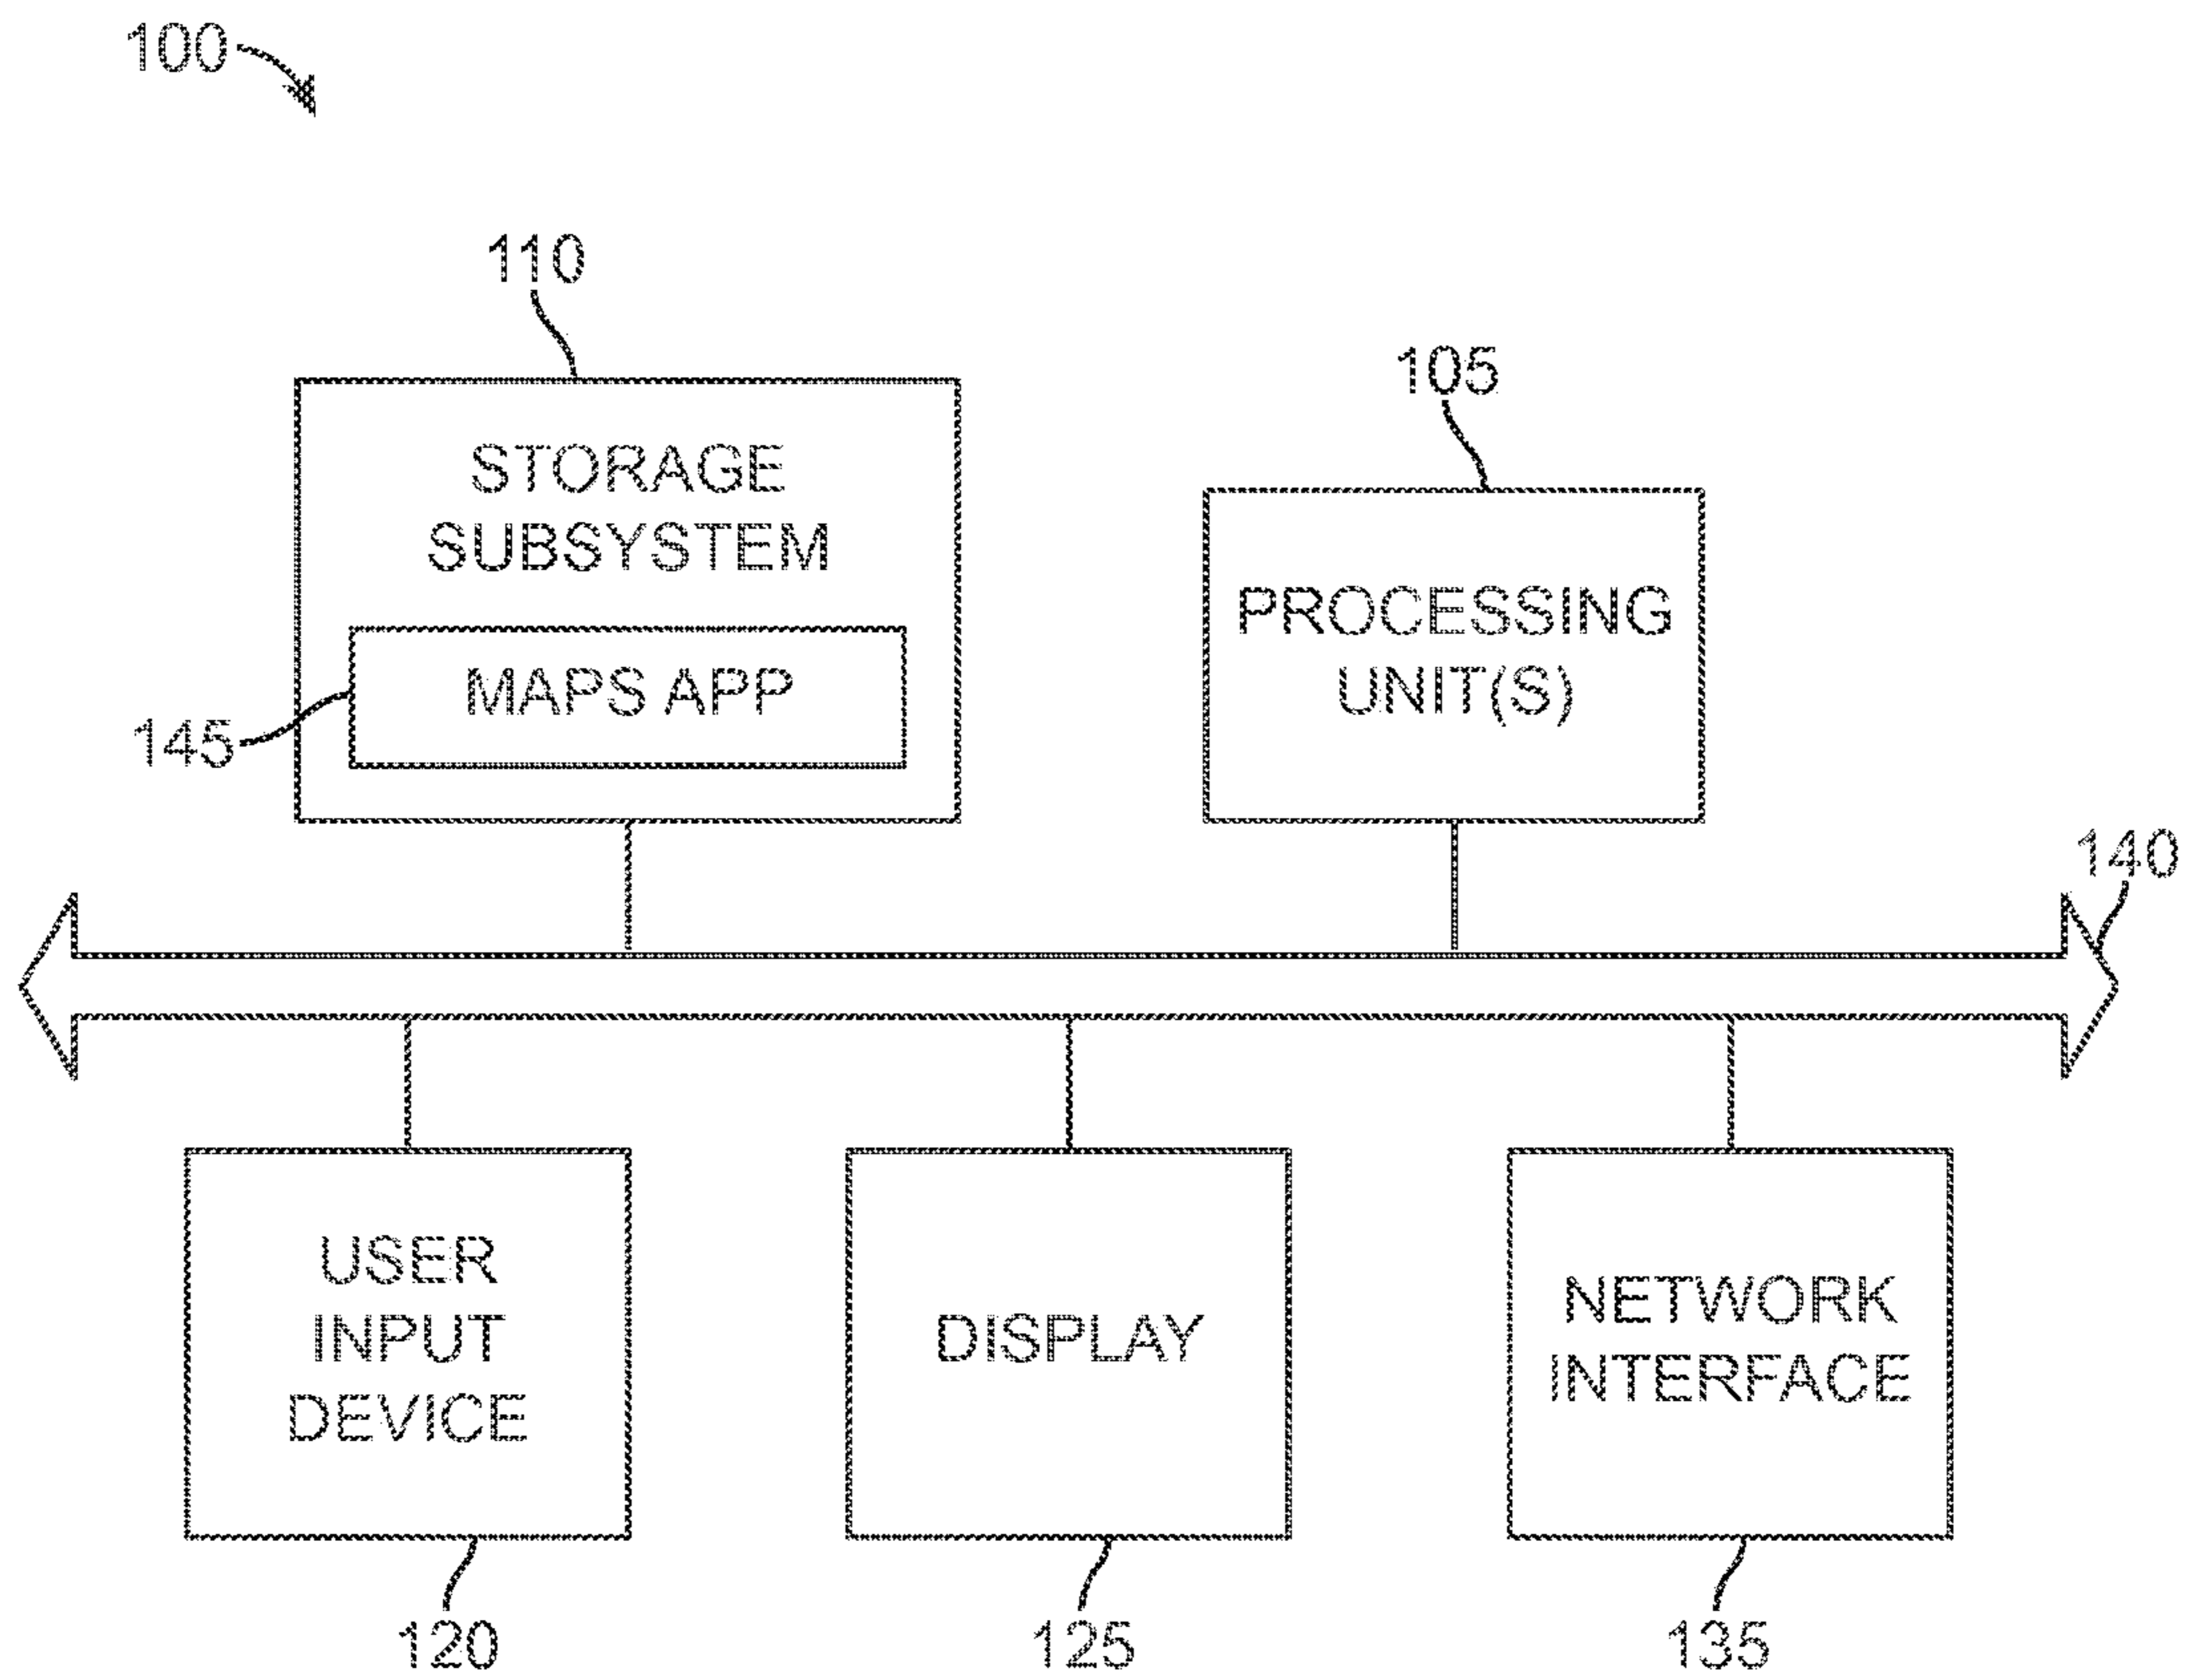 100
110
105
STORAGE
SUBSYSTEM
PROCESSING
UNIT(S)
MAPS APP
145
140
USER
INPUT
DEVICE
DISPLAY
NETWORK
INTERFACE
120
125
135